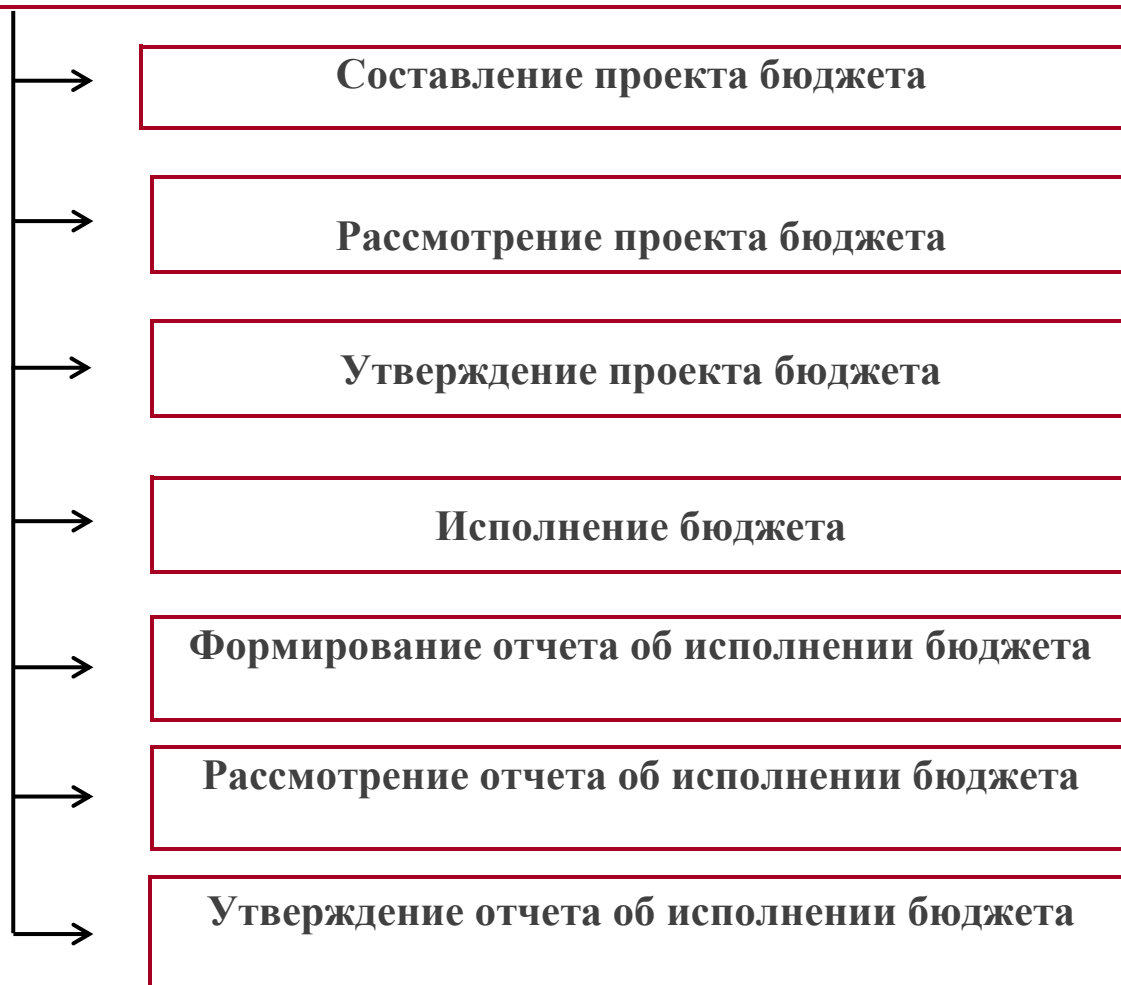 Составление проекта бюджета
Рассмотрение проекта бюджета
Утверждение проекта бюджета
Исполнение бюджета
Формирование отчета об исполнении бюджета
Рассмотрение отчета об исполнении бюджета
Утверждение отчета об исполнении бюджета